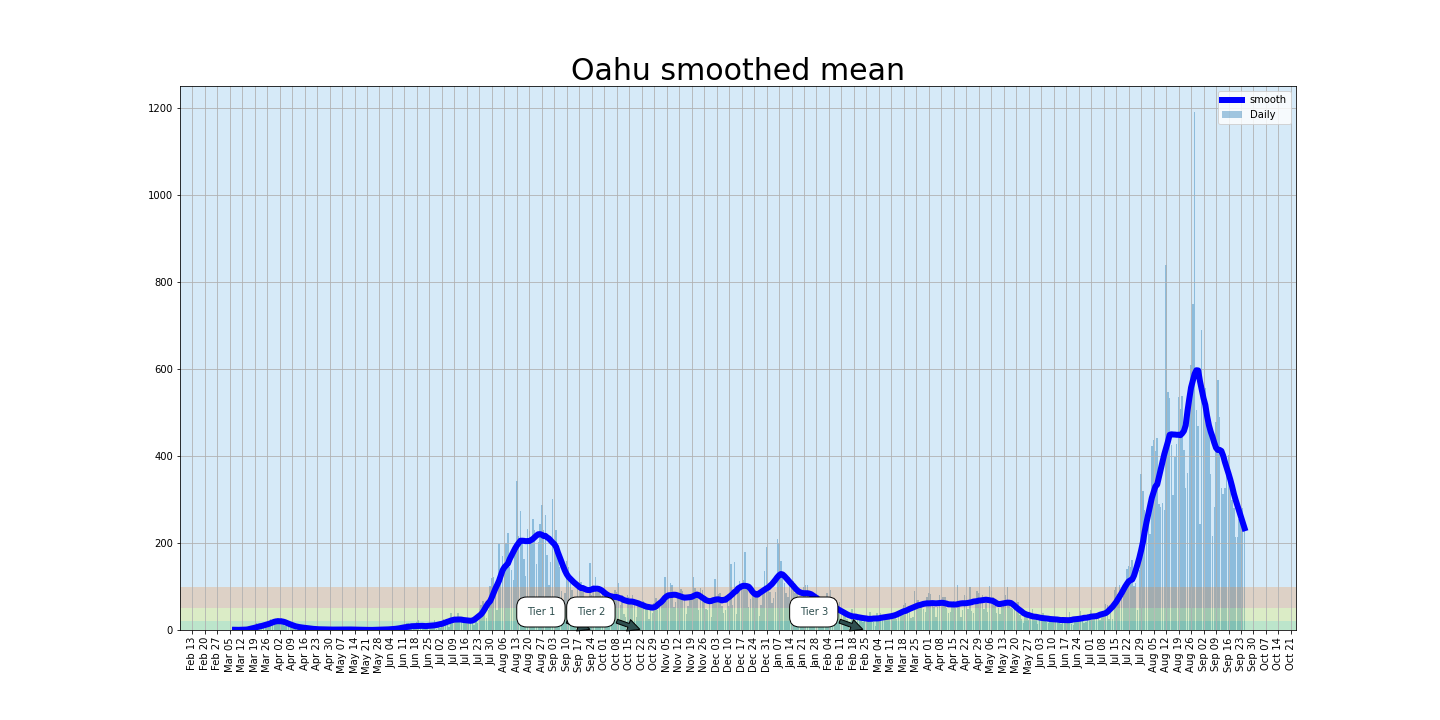 Oahu smoothed mean
smooth
Daily
1200
1000
800
600
400
200
0
Tier 1
Tier 2
Tier 3
Feb 13
Feb 20
Feb 27
Mar 05
Mar 12
Mar 19
Mar 26
Apr 02
Apr 09
Apr 16
Apr 23
Apr 30
May 07
May 14
May 21
May 28
Jun 04
Jun 11
Jun 18
Jun 25
Jul 02
Jul 09
Jul 16
Jul 23
Jul 30
Aug 06
Aug 13
Aug 20
Aug 27
Sep 03
Sep 10
Sep 17
Sep 24
Oct 01
Oct 08
Oct 15
Oct 22
Oct 29
Nov 05
Nov 12
Nov 19
Nov 26
Dec 03
Dec 10
Dec 17
Dec 24
Dec 31
Jan 07
Jan 14
Jan 21
Jan 28
Feb 04
Feb 11
Feb 18
Feb 25
Mar 04
Mar 11
Mar 18
Mar 25
Apr 01
Apr 08
Apr 15
Apr 22
Apr 29
May 06
May 13
May 20
May 27
Jun 03
Jun 10
Jun 17
Jun 24
Jul 01
Jul 08
Jul 15
Jul 22
Jul 29
Aug 05
Aug 12
Aug 19
Aug 26
Sep 02
Sep 09
Sep 16
Sep 23
Sep 30
Oct 07
Oct 14
Oct 21